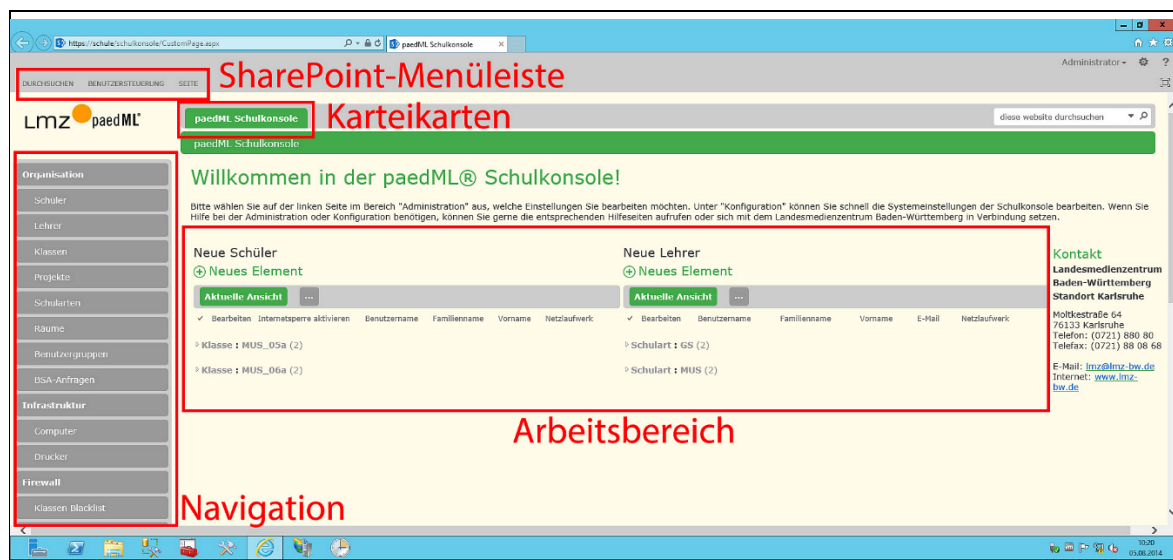 https://schule/schulkonsole/CustomPage.aspx
paedML Schulkonsole
Administrator
?
DURCHSUCHEN BENUTZERSTEUERUNG SEITE
SharePoint-Menüleiste
Lmz paedML®
paedML Schulkonsole
Karteikarten
diese website durchsuchen
paedML Schulkonsole
Organisation
Schüler
Lehrer
Klassen
Projekte
Schularten
Räume
Benutzergruppen
BSA-Anfragen
Infrastruktur
Computer
Drucker
Firewall
Klassen Blacklist
Navigation
Willkommen in der paedML® Schulkonsole!
Bitte wählen Sie auf der linken Seite im Bereich "Administration" aus, welche Einstellungen Sie bearbeiten möchten. Unter "Konfiguration" können Sie schnell die Systemeinstellungen der Schulkonsole bearbeiten. Wenn Sie
Hilfe bei der Administration oder Konfiguration benötigen, können Sie gerne die entsprechenden Hilfeseiten aufrufen oder sich mit dem Landesmedienzentrum Baden-Württemberg in Verbindung setzen.
Neue Schüler
Neues Element
Aktuelle Ansicht ...
Bearbeiten Internetsperre aktivieren Benutzername Familienname Vorname Netzlaufwerk
Klasse : MUS_05a (2)
Klasse : MUS_06a (2)
Neue Lehrer
Neues Element
Aktuelle Ansicht ...
Bearbeiten Benutzername Familienname Vorname E-Mail Netzlaufwerk
Schulart : GS (2)
Schulart : MUS (2)
Arbeitsbereich
Kontakt
Landesmedienzentrum
Baden-Württemberg
Standort Karlsruhe
Moltkestraße 64
76133 Karlsruhe
Telefon: (0721) 880 80
Telefax: (0721) 88 08 68
E-Mail: lmz@lmz-bw.de
Internet: www.lmz-
bw.de
10:20
05.08.2014